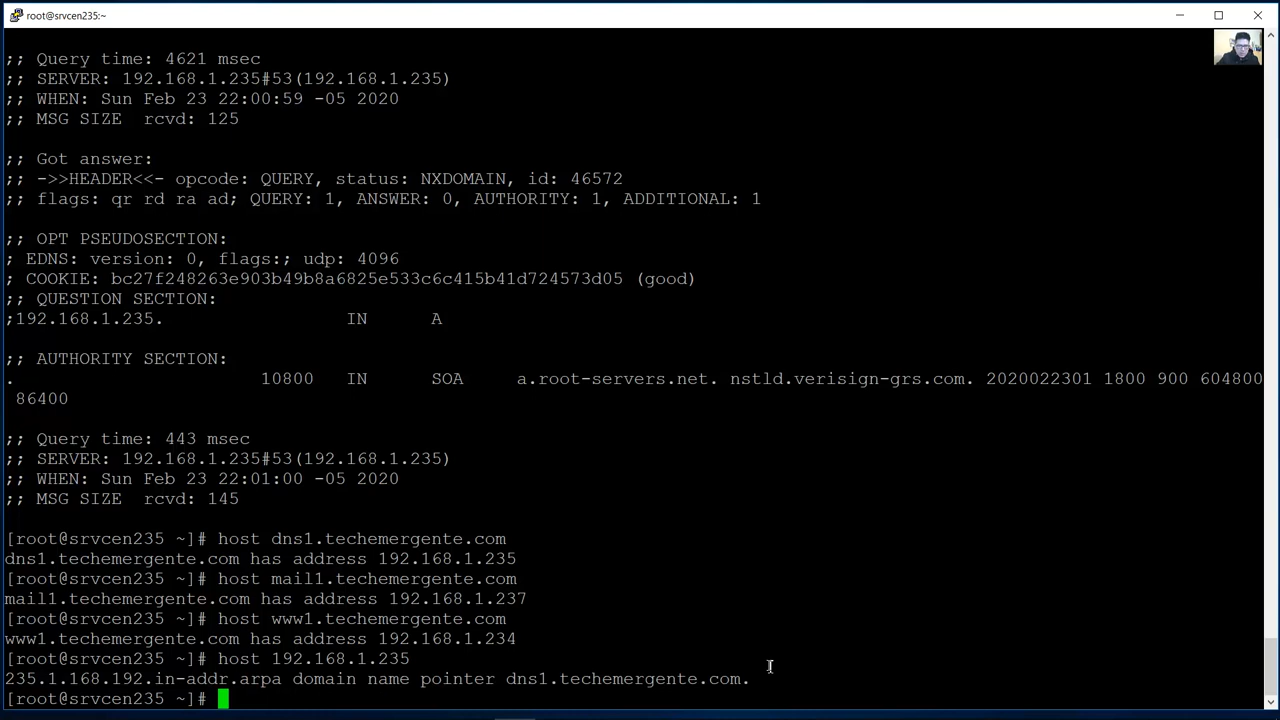 root@srvcen235:~
;; Query time: 4621 msec
;; SERVER: 192.168.1.235#53(192.168.1.235)
;; WHEN: Sun Feb 23 22:00:59 -05 2020
;; MSG SIZE  rcvd: 125
;; Got answer:
;; ->>HEADER<<- opcode: QUERY, status: NXDOMAIN, id: 46572
;; flags: qr rd ra ad; QUERY: 1, ANSWER: 0, AUTHORITY: 1, ADDITIONAL: 1
;; OPT PSEUDOSECTION:
; EDNS: version: 0, flags:; udp: 4096
; COOKIE: bc27f248263e903b49b8a6825e533c6c415b41d724573d05 (good)
;; QUESTION SECTION:
;192.168.1.235.                 IN      A
;; AUTHORITY SECTION:
.                       10800   IN      SOA     a.root-servers.net. nstld.verisign-grs.com. 2020022301 1800 900 604800
 86400
;; Query time: 443 msec
;; SERVER: 192.168.1.235#53(192.168.1.235)
;; WHEN: Sun Feb 23 22:01:00 -05 2020
;; MSG SIZE  rcvd: 145
[root@srvcen235 ~]# host dns1.techemergente.com
dns1.techemergente.com has address 192.168.1.235
[root@srvcen235 ~]# host mail1.techemergente.com
mail1.techemergente.com has address 192.168.1.237
[root@srvcen235 ~]# host www1.techemergente.com
www1.techemergente.com has address 192.168.1.234
[root@srvcen235 ~]# host 192.168.1.235
235.1.168.192.in-addr.arpa domain name pointer dns1.techemergente.com.
[root@srvcen235 ~]#